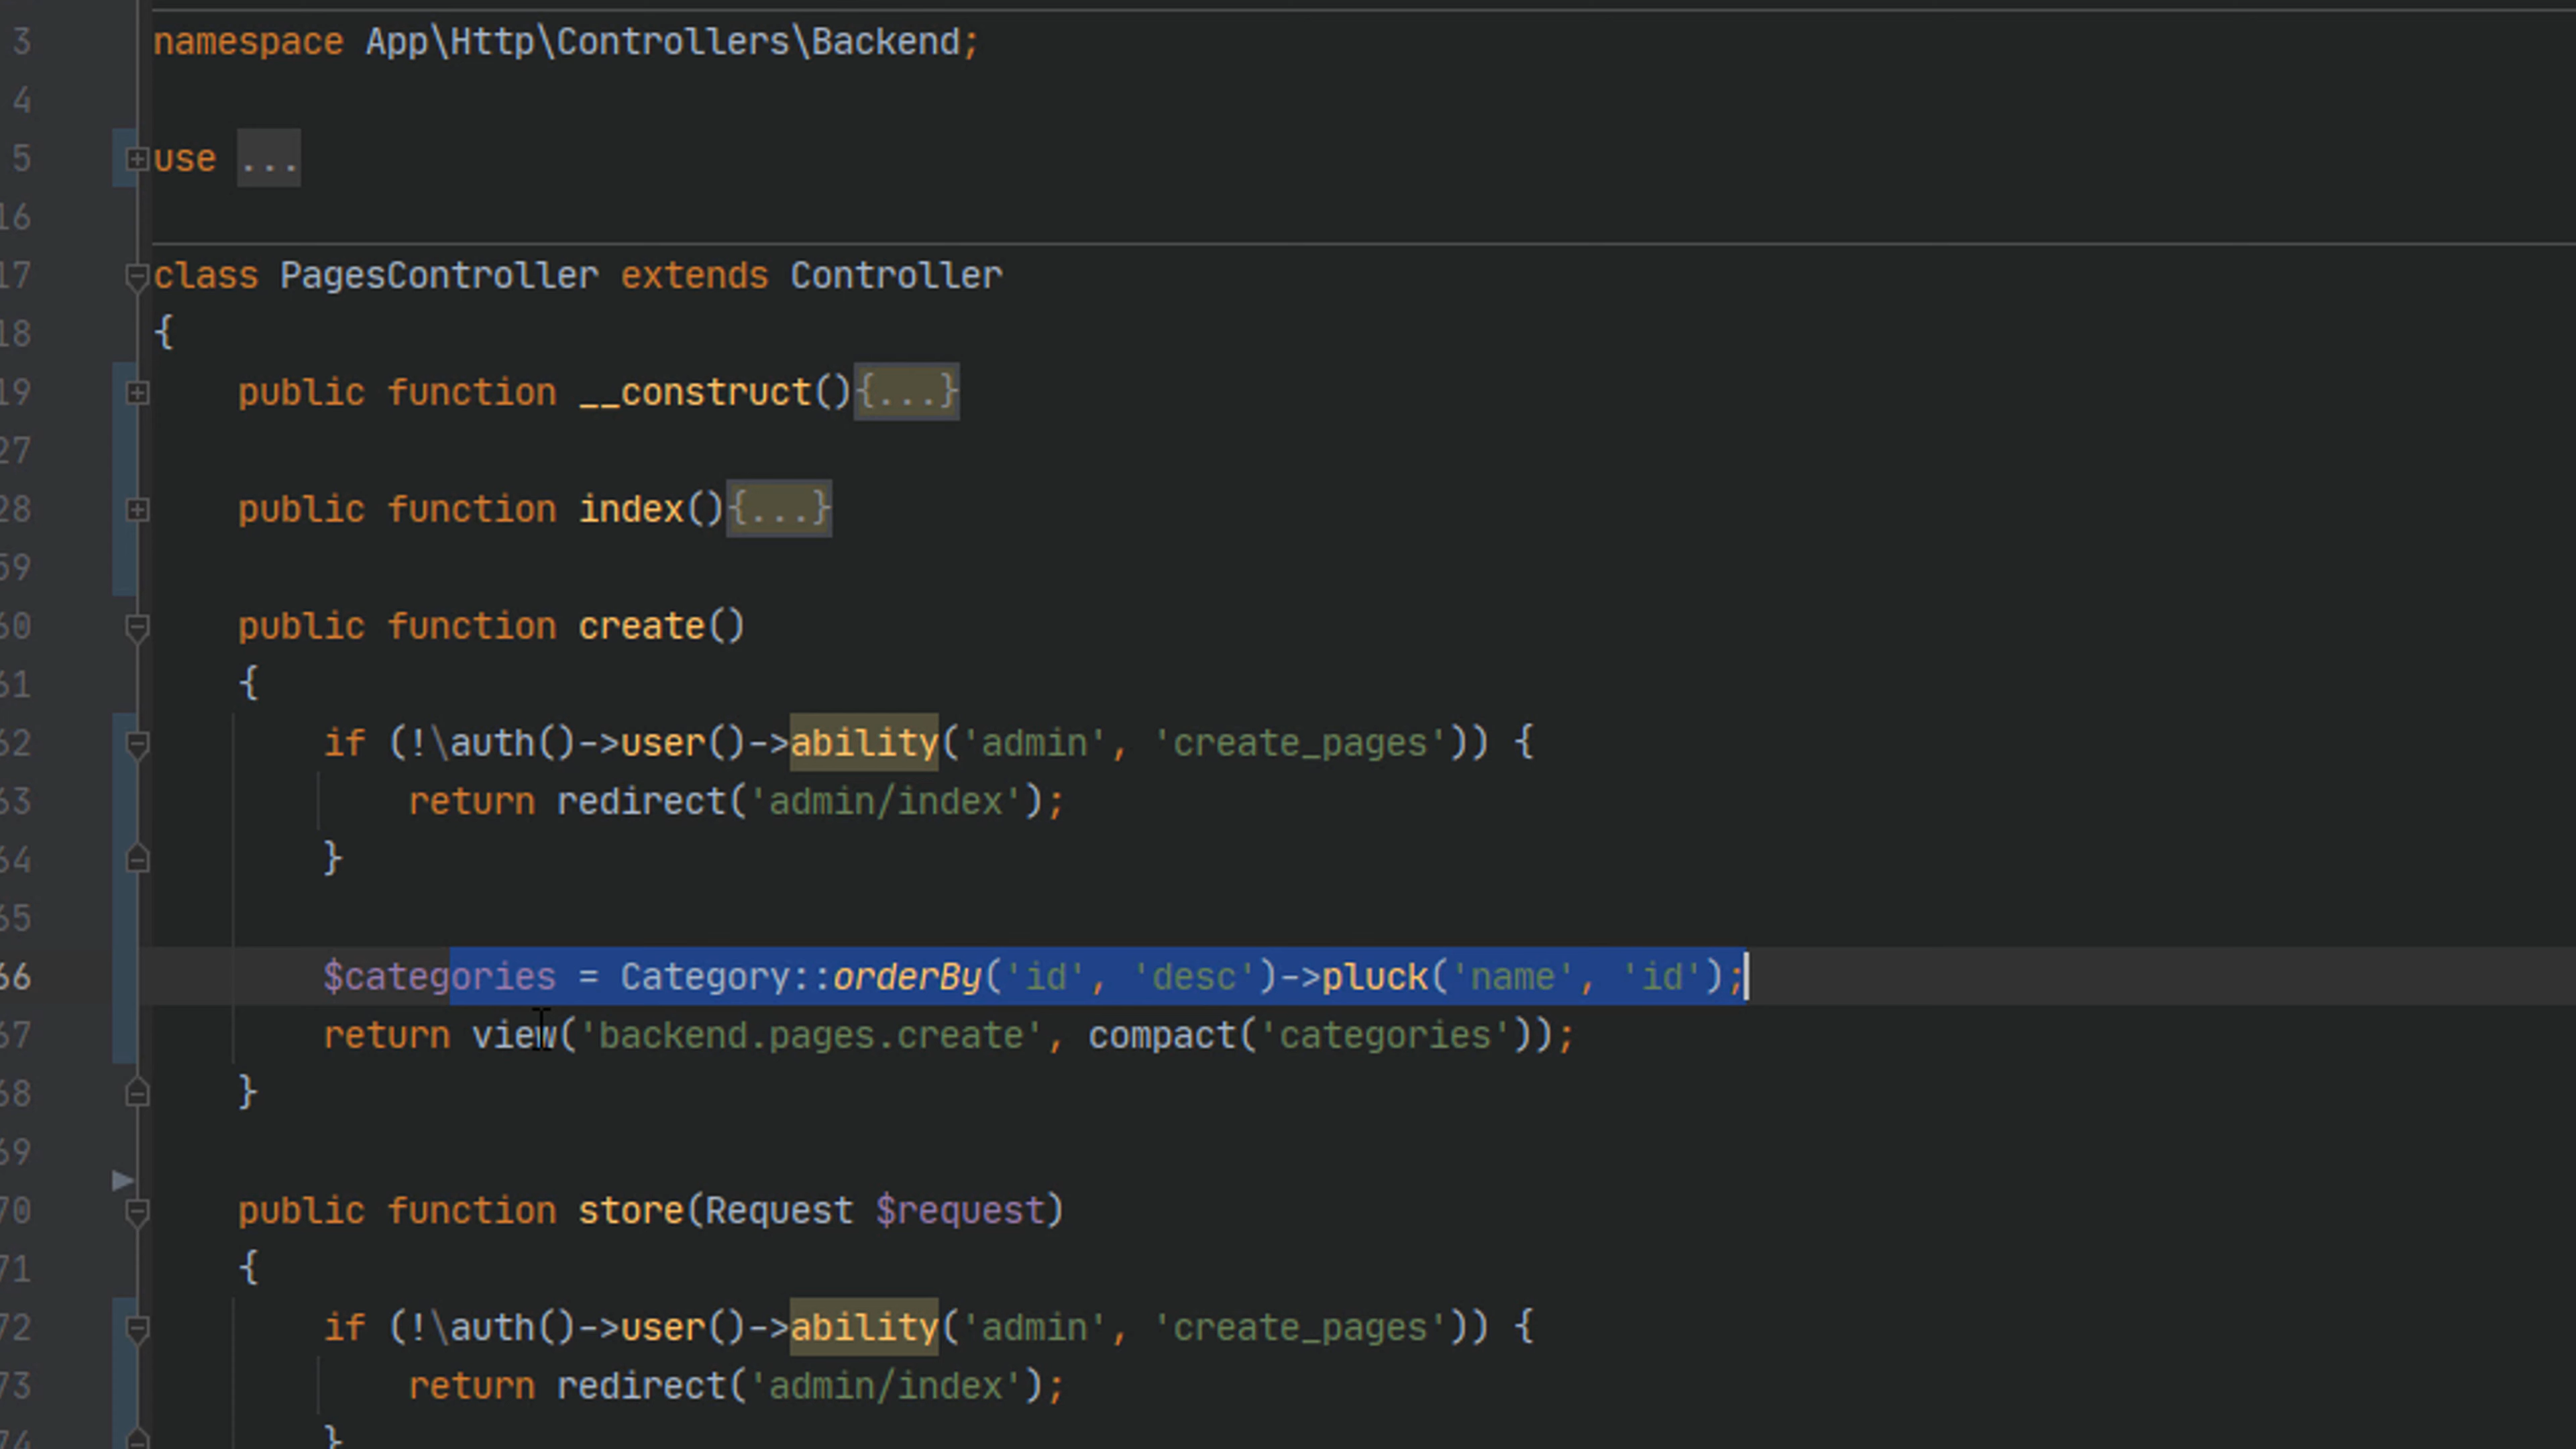 3 namespace App\Http\Controllers\Backend;
4
5 use ...
16
17 class PagesController extends Controller
18 {
19 public function __construct(){...}
27
28 public function index(){...}
59
60 public function create()
61 {
62 if (!\auth()->user()->ability('admin', 'create_pages')) {
63 return redirect('admin/index');
64 }
65
66 $categories = Category::orderBy('id', 'desc')->pluck('name', 'id');
67 return view('backend.pages.create', compact('categories'));
68 }
69
70 public function store(Request $request)
71 {
72 if (!\auth()->user()->ability('admin', 'create_pages')) {
73 return redirect('admin/index');
74 }